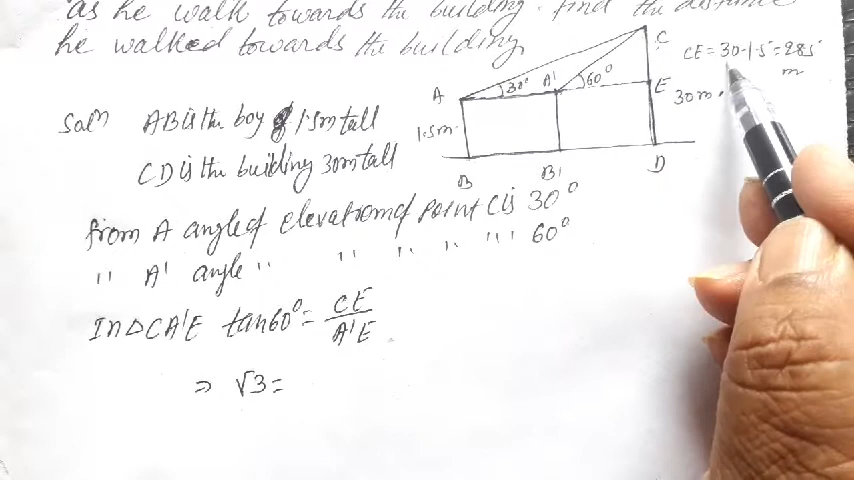 as he walk towards the building. find the distance
he walked towards the building.
C
CE = 30-1.5 = 28.5
m
A 30° A' 60° E
30m.
Soln AB is the boy 1.5m tall
1.5m.
CD is the building 30m tall
B B' D
from A angle of elevation of point C is 30°
" A' angle " " " " " " 60°
In ∆ CA'E tan60° = CE/A'E
⇒ √3 =